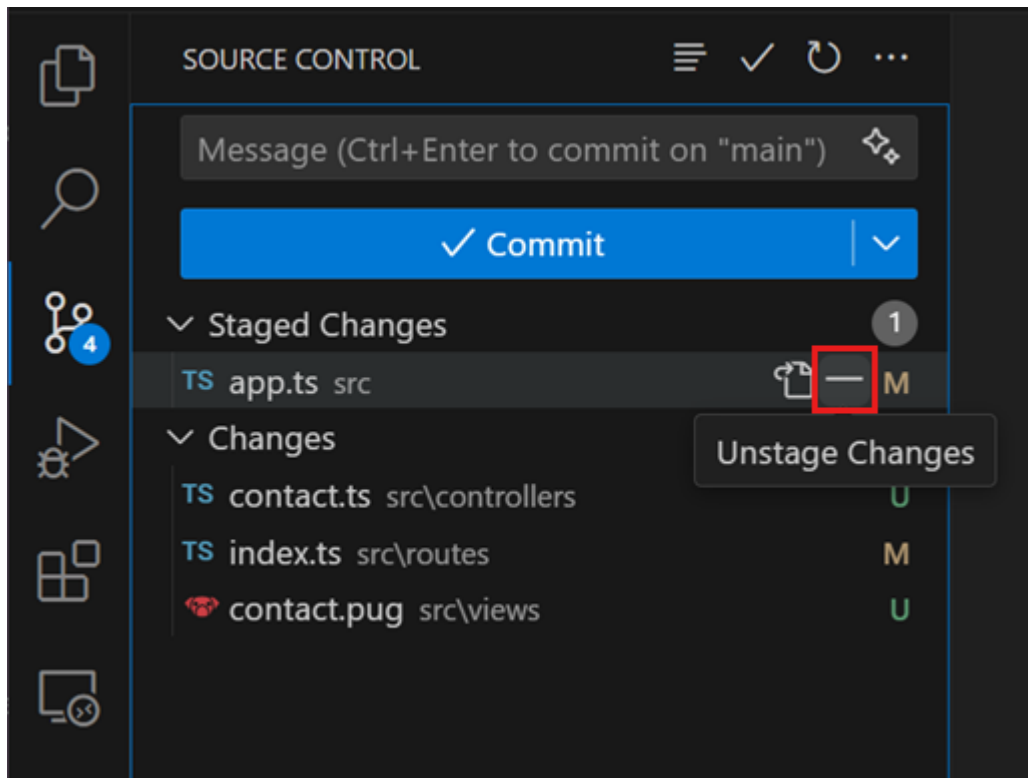 SOURCE CONTROL
Message (Ctrl+Enter to commit on "main")
Commit
4
Staged Changes 1
TS app.ts src M
Changes
Unstage Changes
TS contact.ts src\controllers U
TS index.ts src\routes M
contact.pug src\views U